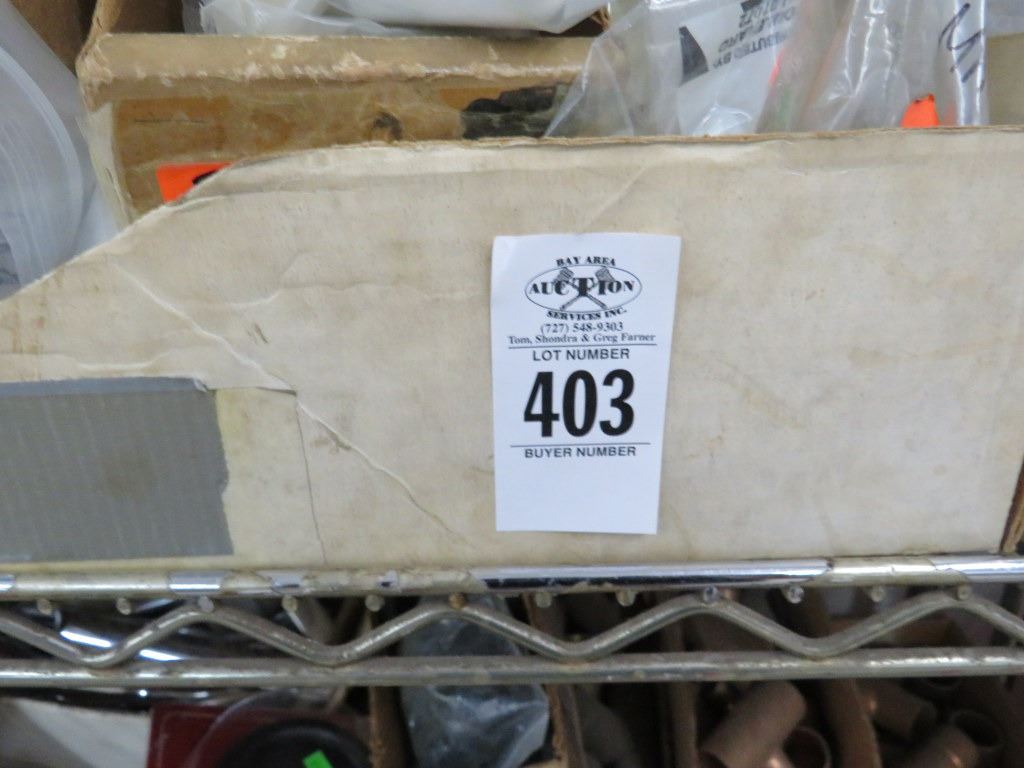 BAY AREA
AUCTION
SERVICES INC.
(727) 548-9303
Tom, Shondra & Greg Farner
LOT NUMBER
403
BUYER NUMBER